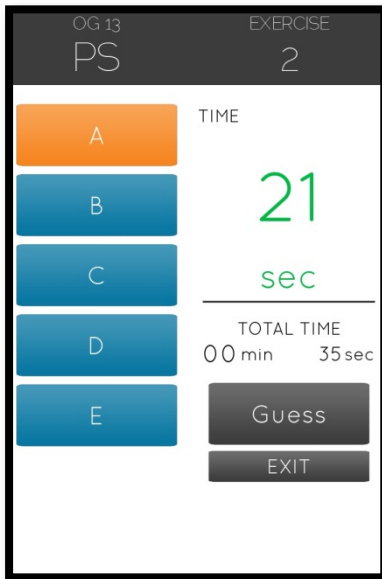 OG 13
PS
EXERCISE
2
A
B
C
D
E
TIME
21
sec
TOTAL TIME
00 min 35 sec
Guess
EXIT